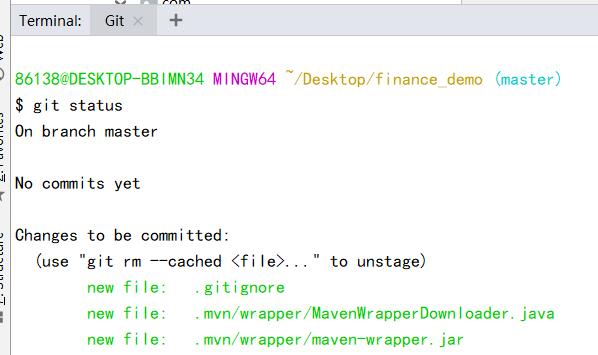 com
Terminal: Git × +
Web
86138@DESKTOP-BBIMN34 MINGW64 ~/Desktop/finance_demo (master)
$ git status
On branch master
2: Favorites
No commits yet
Changes to be committed:
Z: Structure
(use "git rm --cached <file>..." to unstage)
new file: .gitignore
new file: .mvn/wrapper/MavenWrapperDownloader.java
new file: .mvn/wrapper/maven-wrapper.jar